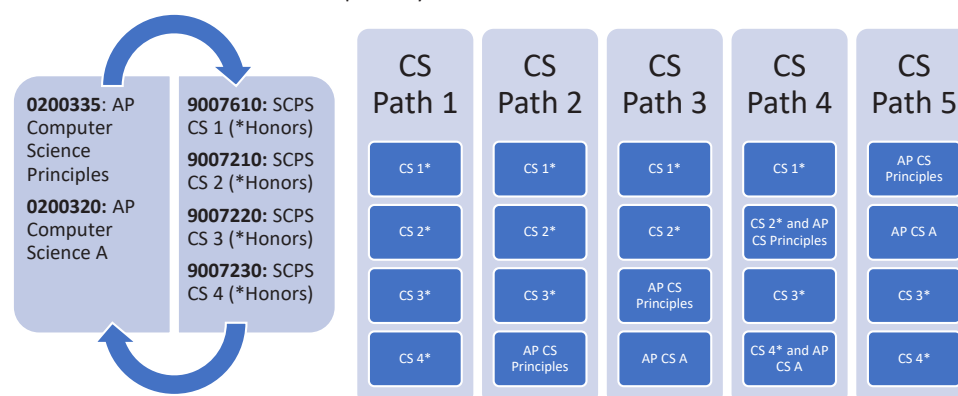 0200335: AP
Computer
Science
Principles
0200320: AP
Computer
Science A
9007610: SCPS
CS 1 (*Honors)
9007210: SCPS
CS 2 (*Honors)
9007220: SCPS
CS 3 (*Honors)
9007230: SCPS
CS 4 (*Honors)
CS
Path 1
CS 1*
CS 2*
CS 3*
CS 4*
CS
Path 2
CS 1*
CS 2*
CS 3*
AP CS
Principles
CS
Path 3
CS 1*
CS 2*
AP CS
Principles
AP CS A
CS
Path 4
CS 1*
CS 2* and AP
CS Principles
CS 3*
CS 4* and AP
CS A
CS
Path 5
AP CS
Principles
AP CS A
CS 3*
CS 4*